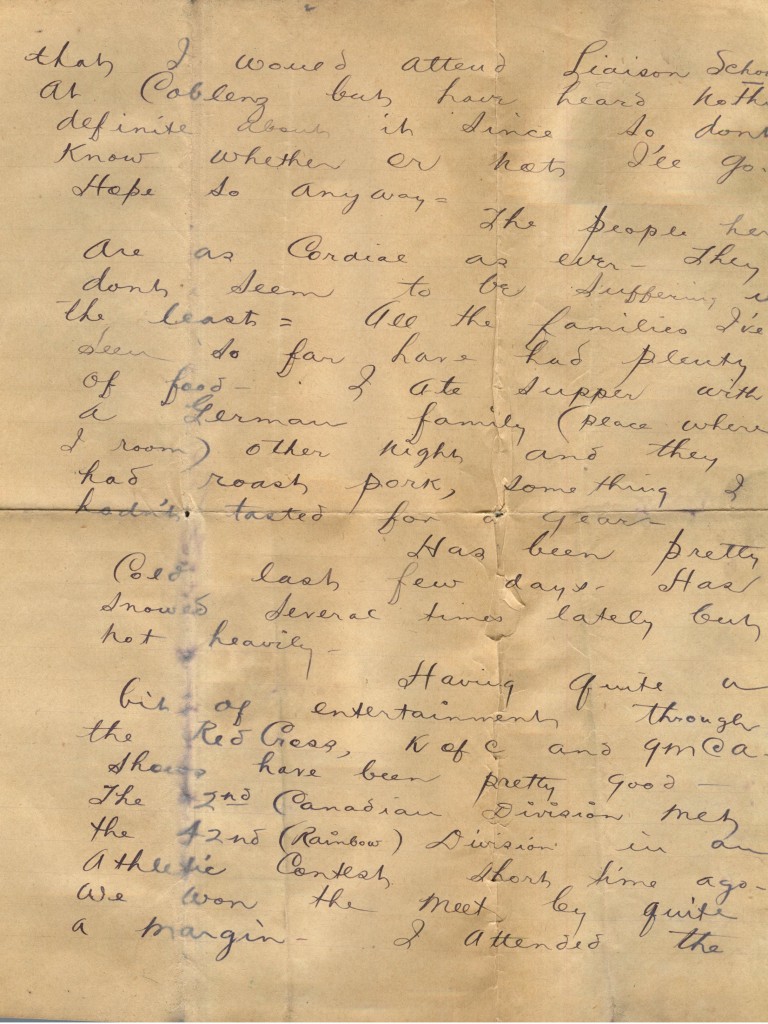 that I would attend Liaison Schoo
At Coblenz but have heard noth
definite about it since so dont
Know whether or not I'll go.
Hope so anyway =
The people her
Are as Cordial as ever - They
dont seem to be suffering
the least = All the families I've
seen so far have had plenty
of food - I ate supper with
a German family (place where
I room) other night and they
had roast pork, something I
hadn't tasted for a year -
Has been pretty
Cold last few days - Has
snowed several times lately but
not heavily -
Having quite a
bit of entertainment through
the Red Cross, K of C and YMCA -
Shows have been pretty good -
The 2nd Canadian Division met
the 42nd (Rainbow) Division in an
Athletic Contest short time ago -
We won the meet by quite
a margin - I attended the